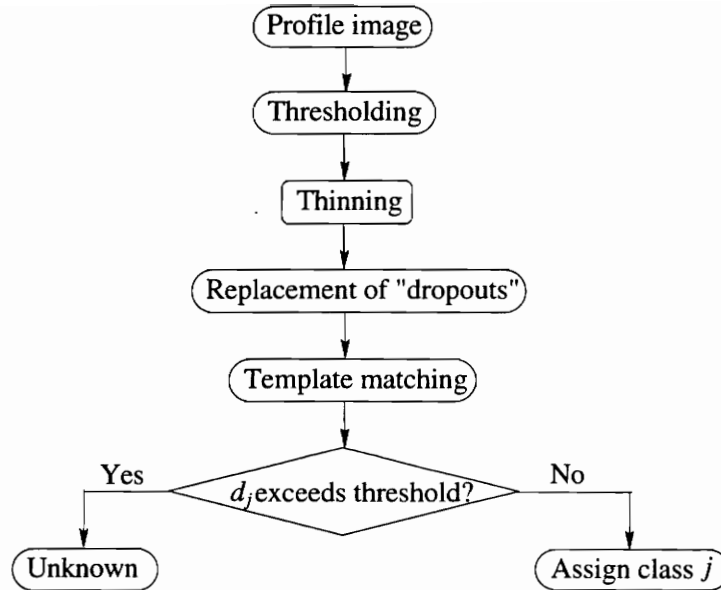 Profile image
Thresholding
Thinning
Replacement of "dropouts"
Template matching
Yes
d_j exceeds threshold?
No
Unknown
Assign class j